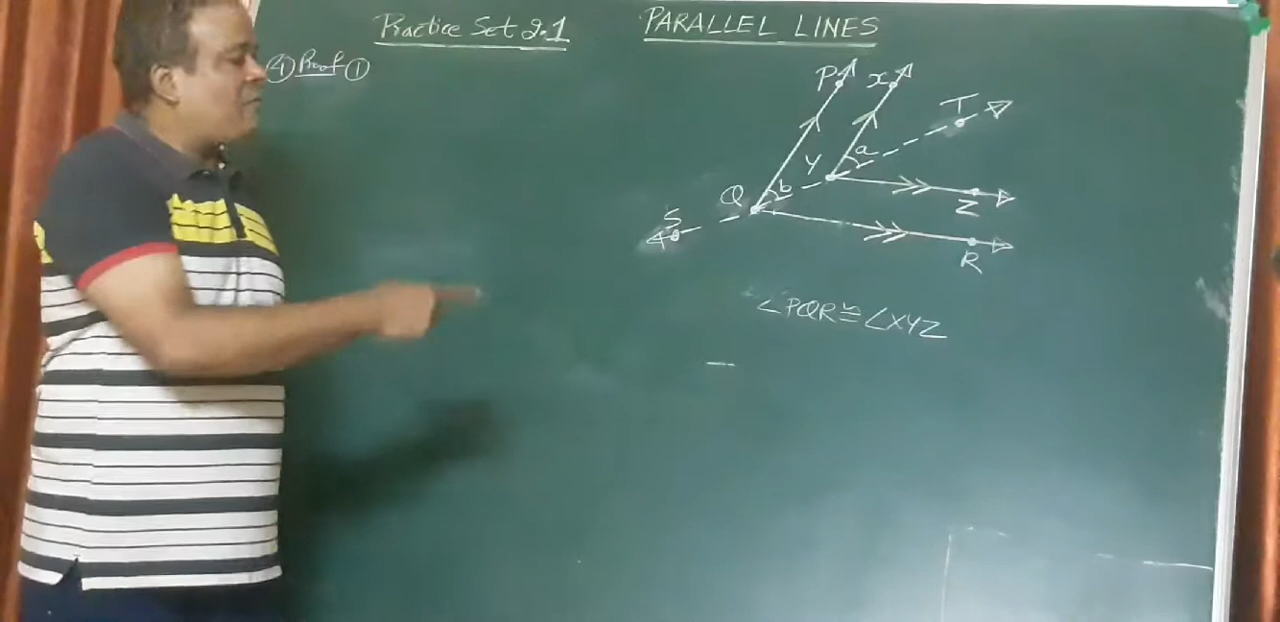 Practice Set 2.1 PARALLEL LINES
④ Proof ①
P X
T
a
Y
b
Q
Z
S
R
∠PQR ≅ ∠XYZ